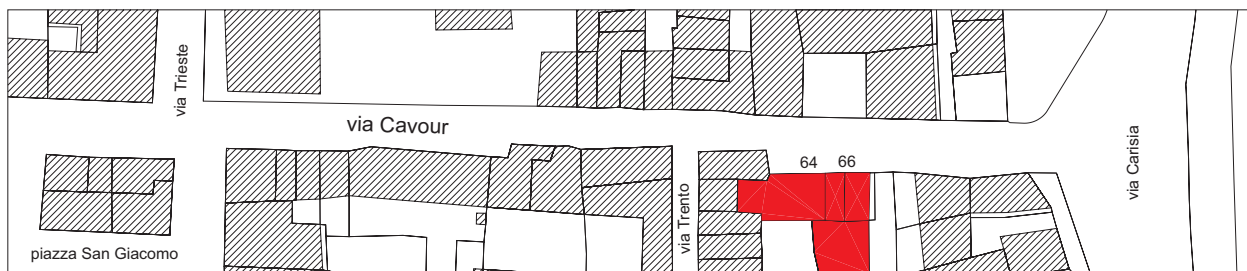 via Trieste
via Cavour
64 66
via Carisia
via Trento
piazza San Giacomo